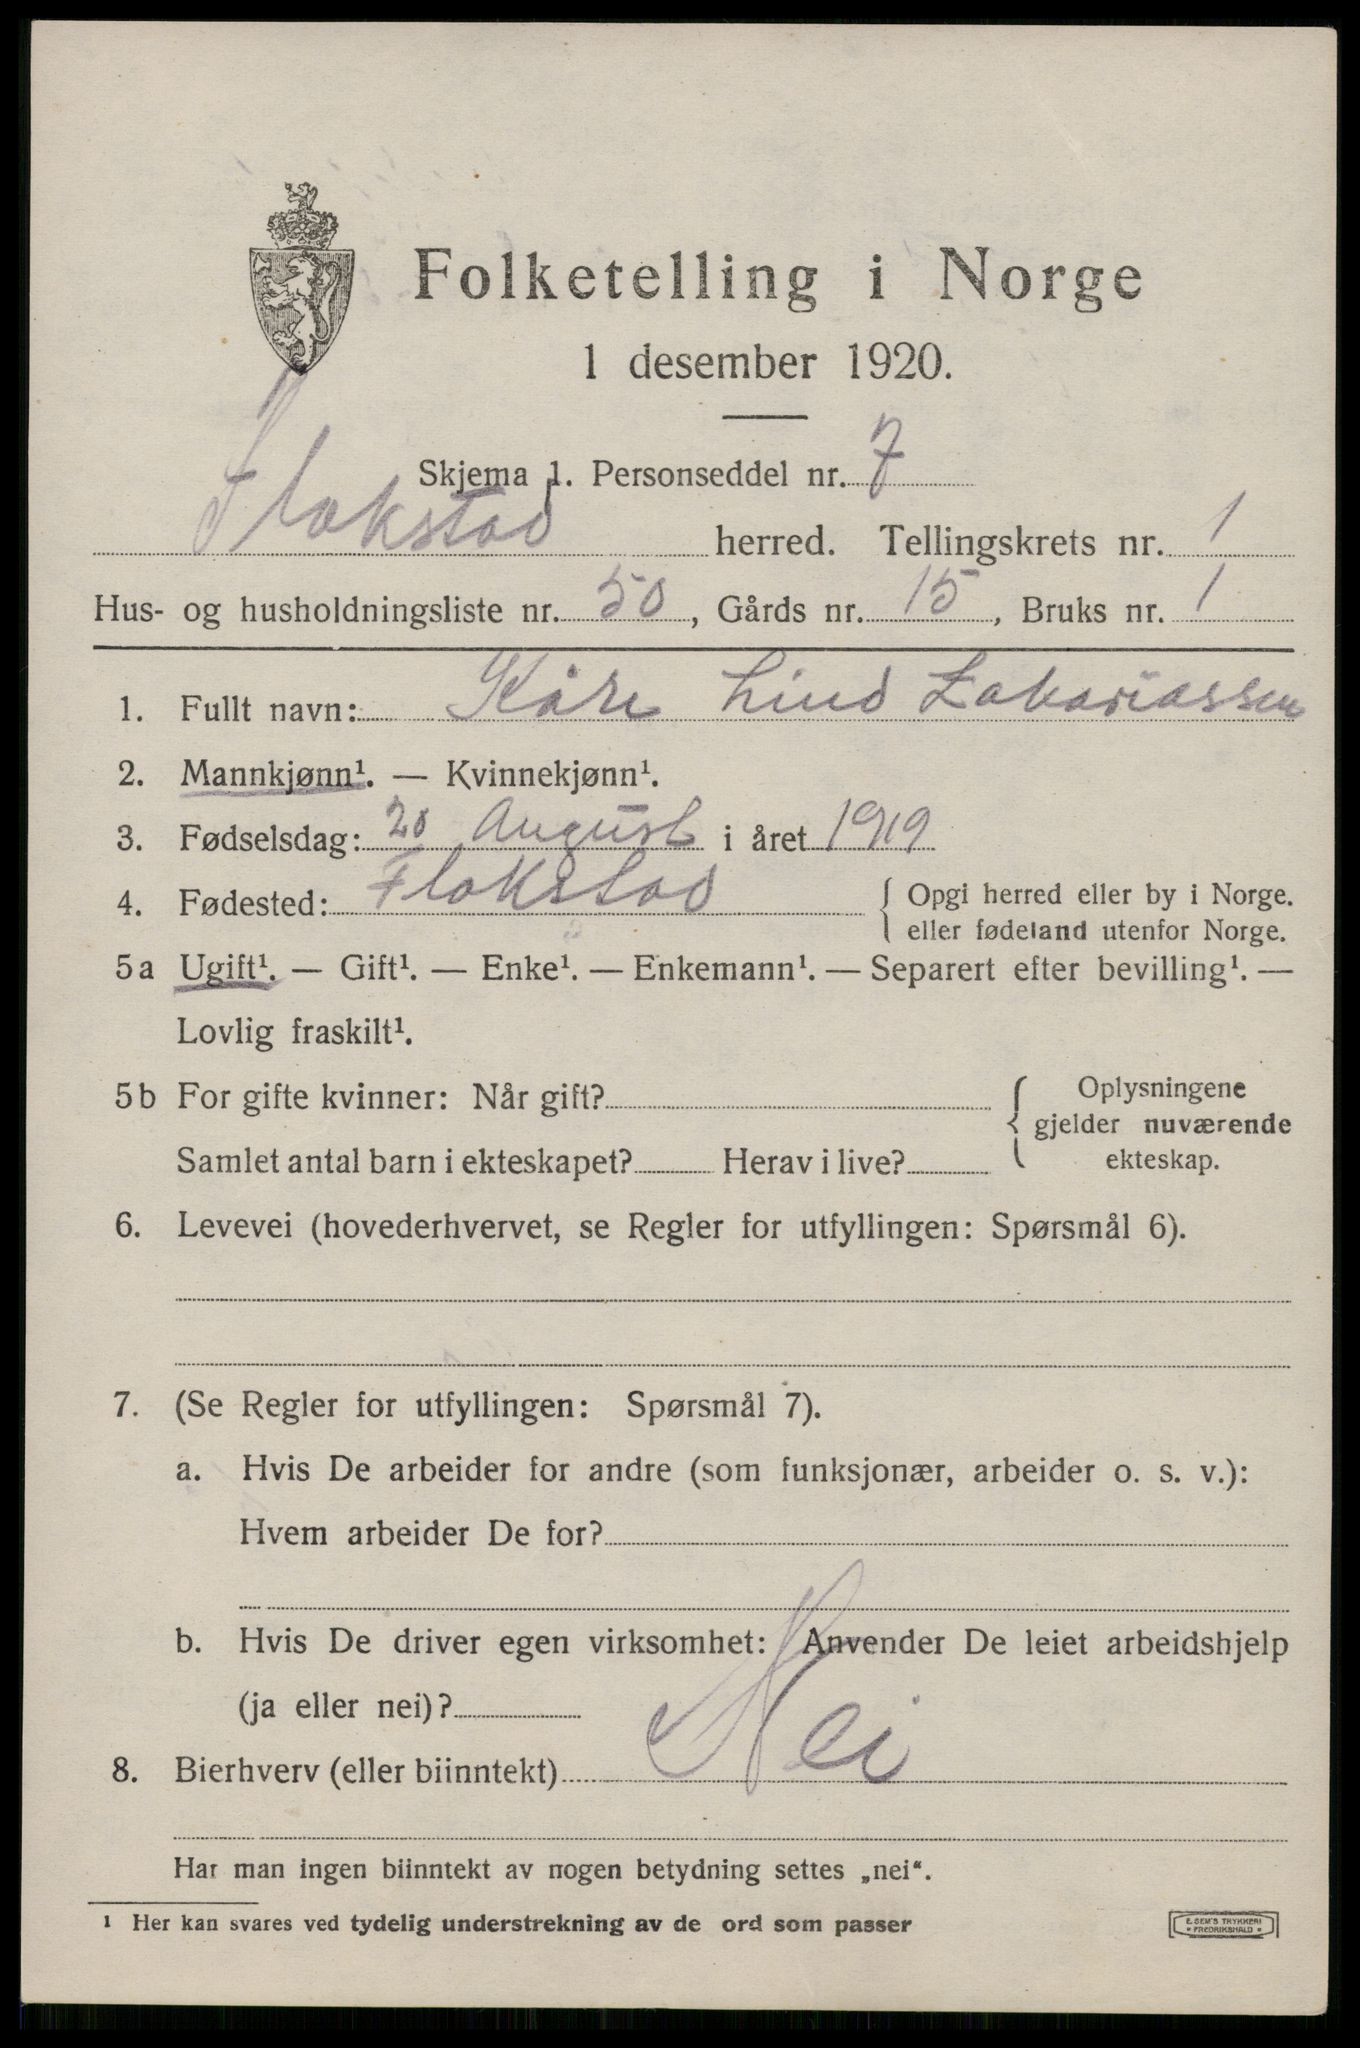 Folketelling i Norge
1 desember 1920.
Skjema 1. Personseddel nr. 7
Flakstad herred. Tellingskrets nr. 1
Hus- og husholdningsliste nr. 50, Gårds nr. 15, Bruks nr. 1
1. Fullt navn: Kåre Lind Zakariassen
2. Mannkjønn¹. — Kvinnekjønn¹.
3. Fødselsdag: 20 August i året 1919
4. Fødested: Flakstad { Opgi herred eller by i Norge.
eller fødeland utenfor Norge.
5a Ugift¹. — Gift¹. — Enke¹. — Enkemann¹. — Separert efter bevilling¹. —
Lovlig fraskilt¹.
5b For gifte kvinner: Når gift?
Samlet antal barn i ekteskapet? Herav i live?
{ Oplysningene
gjelder nuværende
ekteskap.
6. Levevei (hovederhvervet, se Regler for utfyllingen: Spørsmål 6).
7. (Se Regler for utfyllingen: Spørsmål 7).
a. Hvis De arbeider for andre (som funksjonær, arbeider o. s. v.):
Hvem arbeider De for?
b. Hvis De driver egen virksomhet: Anvender De leiet arbeidshjelp
(ja eller nei)?
8. Bierhverv (eller biinntekt) Nei
Har man ingen biinntekt av nogen betydning settes „nei“.
1 Her kan svares ved tydelig understrekning av de ord som passer
E. SEM'S TRYKKERI
• FREDRIKSHALD •